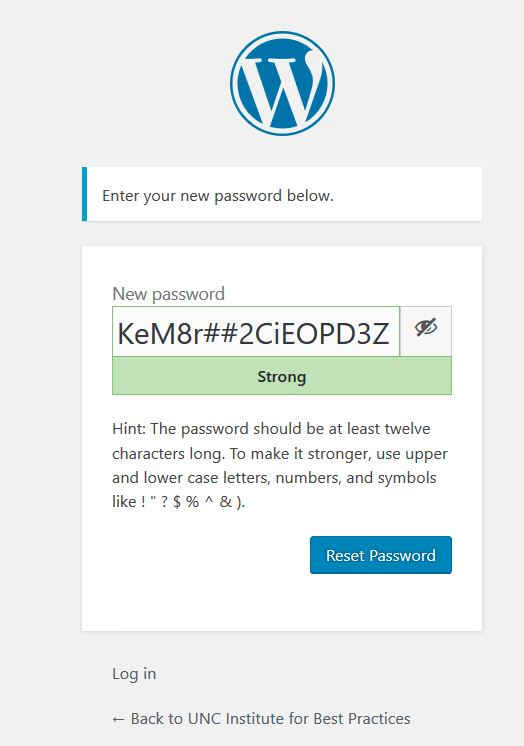 Enter your new password below.
New password
KeM8r##2CiEOPD3Z
Strong
Hint: The password should be at least twelve
characters long. To make it stronger, use upper
and lower case letters, numbers, and symbols
like ! " ? $ % ^ & ).
Reset Password
Log in
← Back to UNC Institute for Best Practices